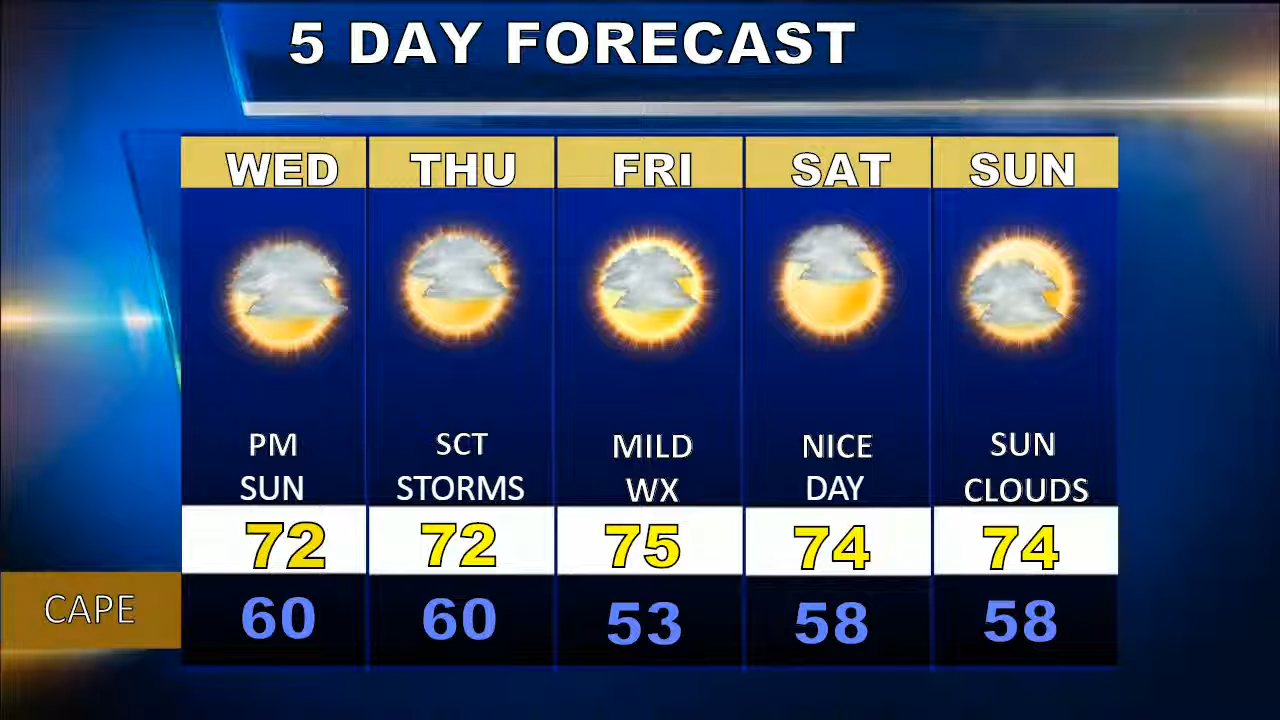 5 DAY FORECAST
WED THU FRI SAT SUN
PM SCT MILD NICE SUN
SUN STORMS WX DAY CLOUDS
72 72 75 74 74
CAPE 60 60 53 58 58